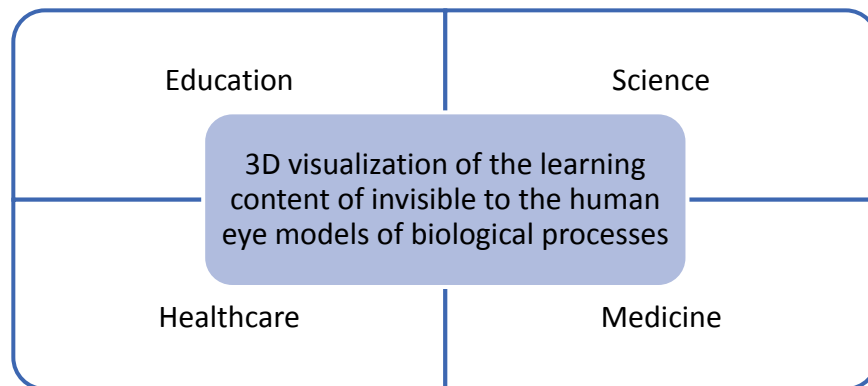 Education
Science
3D visualization of the learning
content of invisible to the human
eye models of biological processes
Healthcare
Medicine